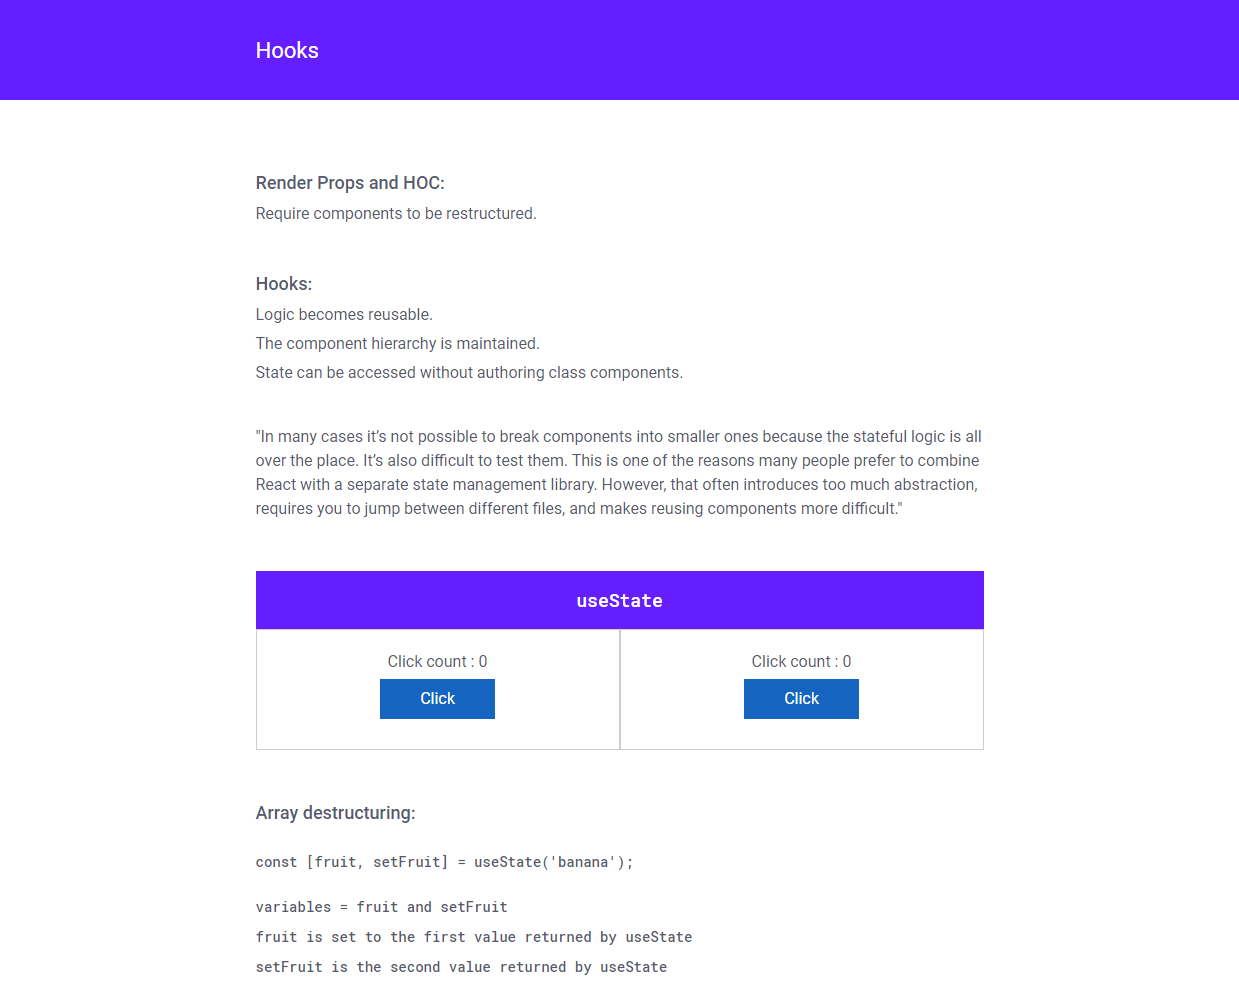 Hooks
Render Props and HOC:
Require components to be restructured.
Hooks:
Logic becomes reusable.
The component hierarchy is maintained.
State can be accessed without authoring class components.
"In many cases it’s not possible to break components into smaller ones because the stateful logic is all
over the place. It’s also difficult to test them. This is one of the reasons many people prefer to combine
React with a separate state management library. However, that often introduces too much abstraction,
requires you to jump between different files, and makes reusing components more difficult."
useState
Click count : 0
Click
Click count : 0
Click
Array destructuring:
const [fruit, setFruit] = useState('banana');
variables = fruit and setFruit
fruit is set to the first value returned by useState
setFruit is the second value returned by useState